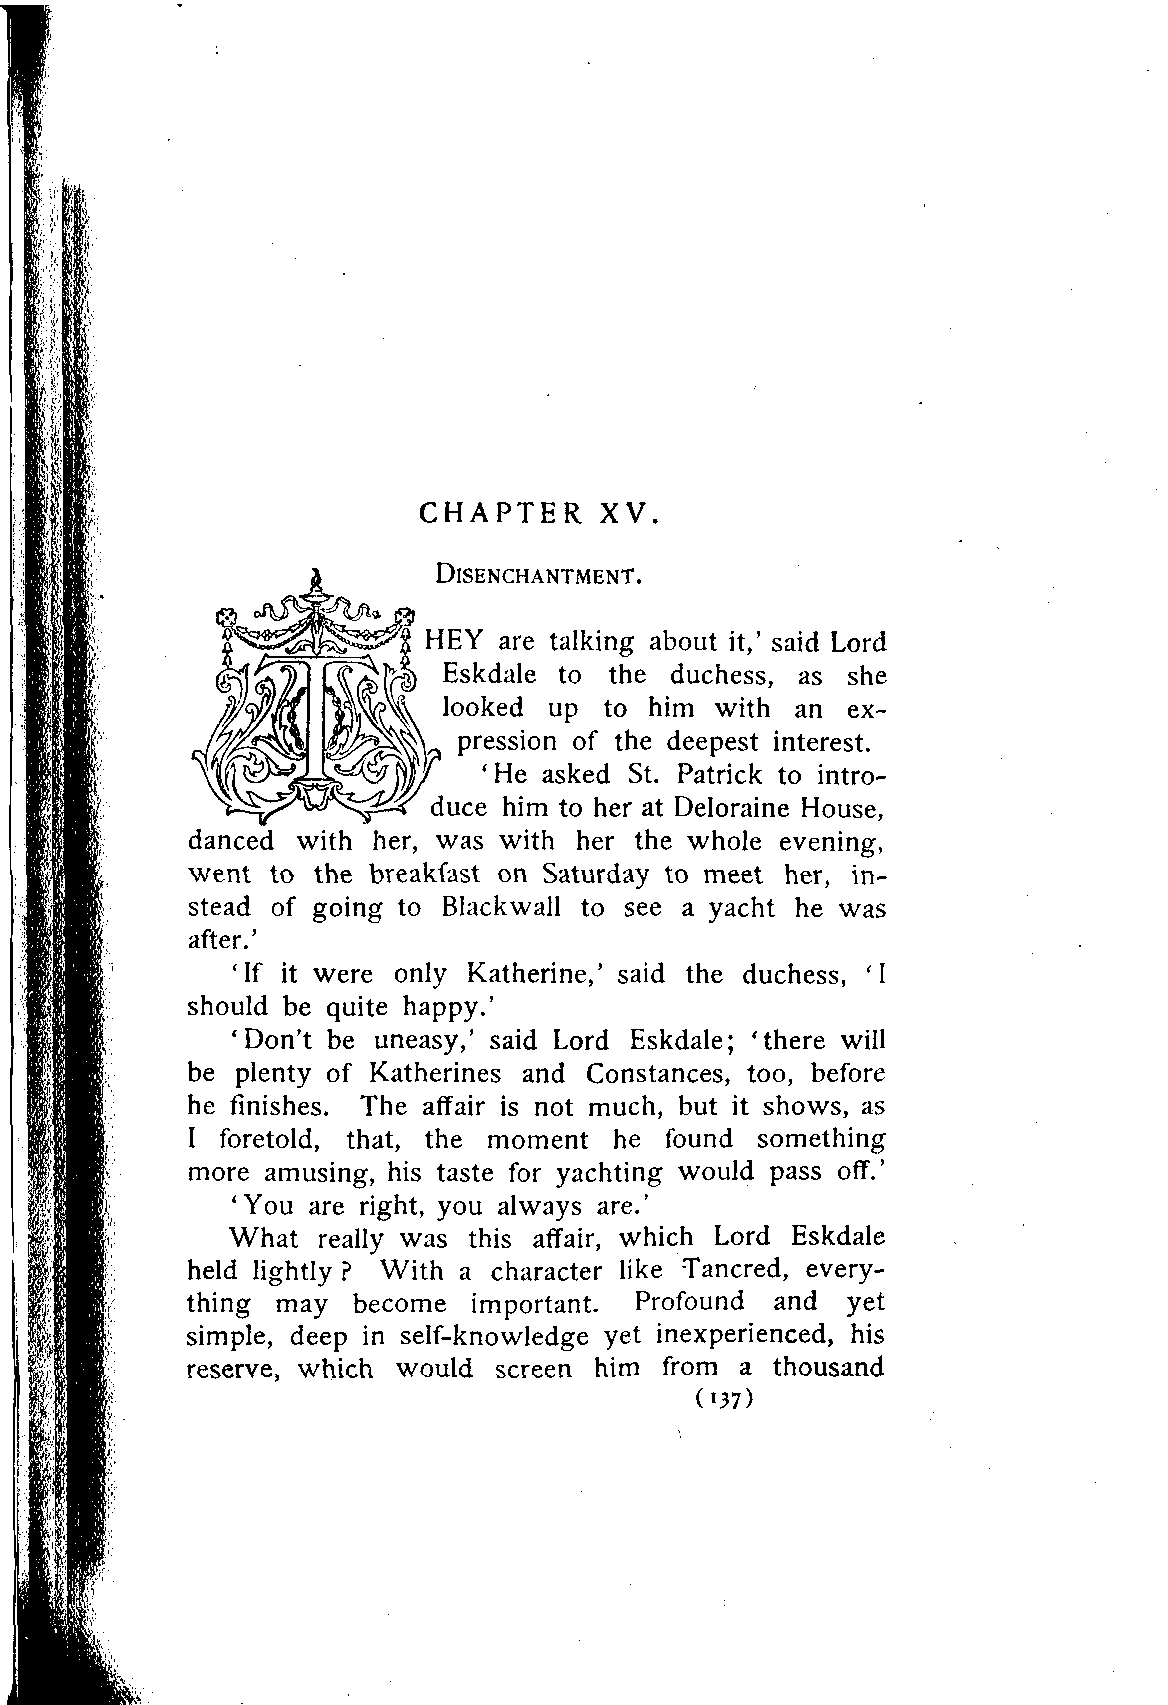 CHAPTER XV.
DISENCHANTMENT.
THEY are talking about it,’ said Lord
Eskdale to the duchess, as she
looked up to him with an ex-
pression of the deepest interest.
‘He asked St. Patrick to intro-
duce him to her at Deloraine House,
danced with her, was with her the whole evening,
went to the breakfast on Saturday to meet her, in-
stead of going to Blackwall to see a yacht he was
after.’
‘If it were only Katherine,’ said the duchess, ‘I
should be quite happy.’
‘Don’t be uneasy,’ said Lord Eskdale; ‘there will
be plenty of Katherines and Constances, too, before
he finishes. The affair is not much, but it shows, as
I foretold, that, the moment he found something
more amusing, his taste for yachting would pass off.’
‘You are right, you always are.’
What really was this affair, which Lord Eskdale
held lightly? With a character like Tancred, every-
thing may become important. Profound and yet
simple, deep in self-knowledge yet inexperienced, his
reserve, which would screen him from a thousand
(137)